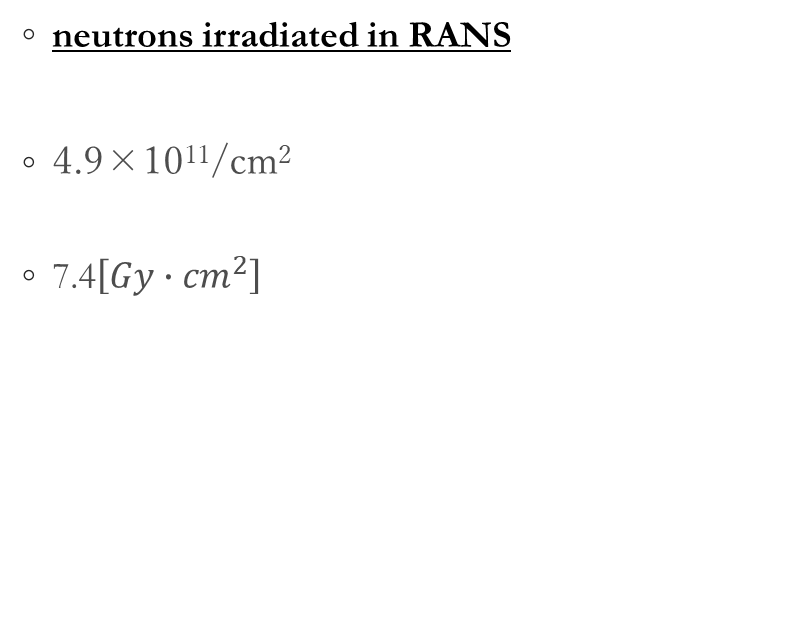 ◦ neutrons irradiated in RANS
◦ 4.9×10¹¹/cm²
◦ 7.4[Gy · cm²]